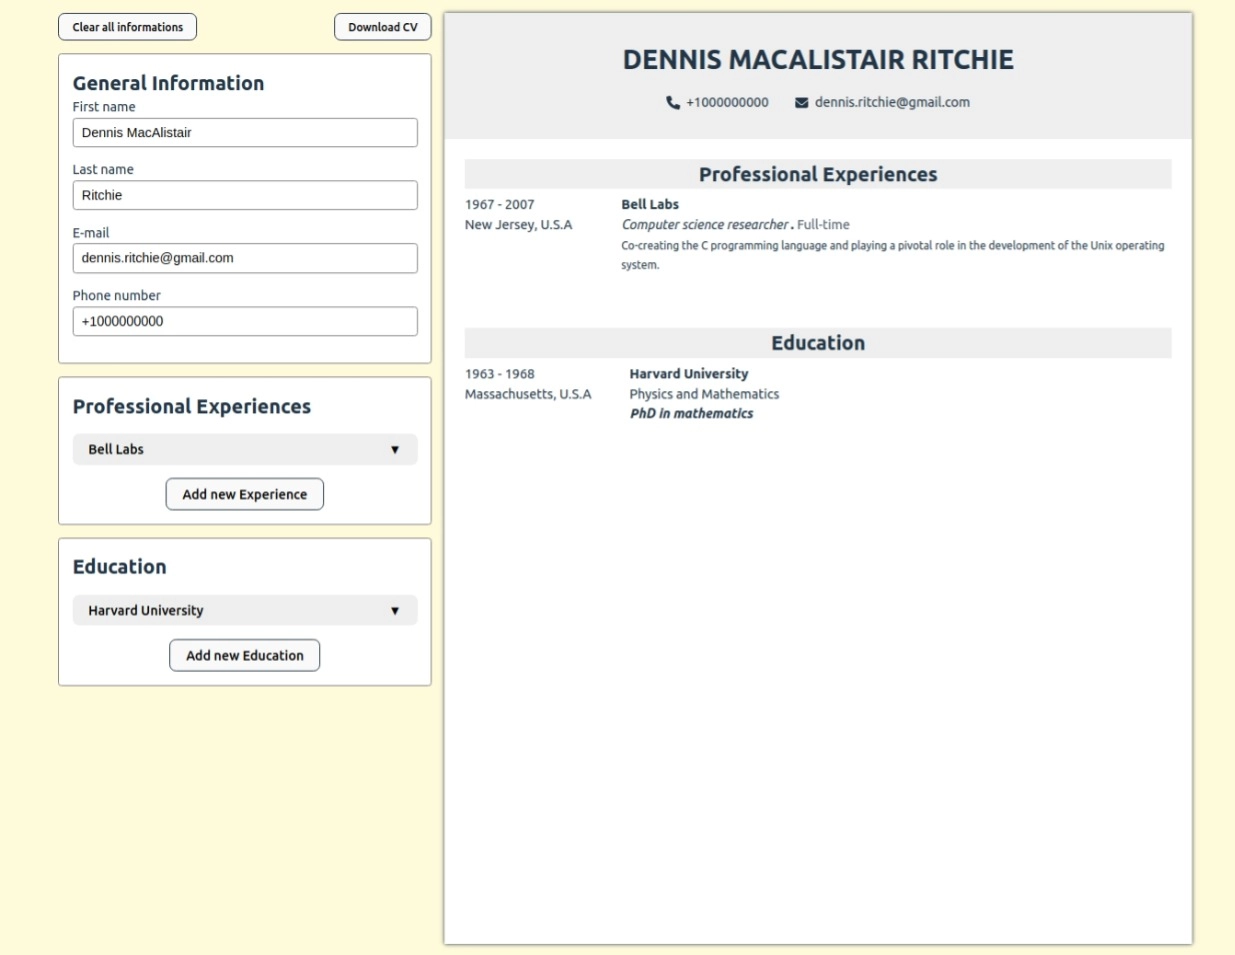 Clear all informations
Download CV
General Information
First name
Dennis MacAlistair
Last name
Ritchie
E-mail
dennis.ritchie@gmail.com
Phone number
+1000000000
Professional Experiences
Bell Labs
Add new Experience
Education
Harvard University
Add new Education
DENNIS MACALISTAIR RITCHIE
+1000000000 dennis.ritchie@gmail.com
Professional Experiences
1967 - 2007 Bell Labs
New Jersey, U.S.A Computer science researcher . Full-time
Co-creating the C programming language and playing a pivotal role in the development of the Unix operating
system.
Education
1963 - 1968 Harvard University
Massachusetts, U.S.A Physics and Mathematics
PhD in mathematics